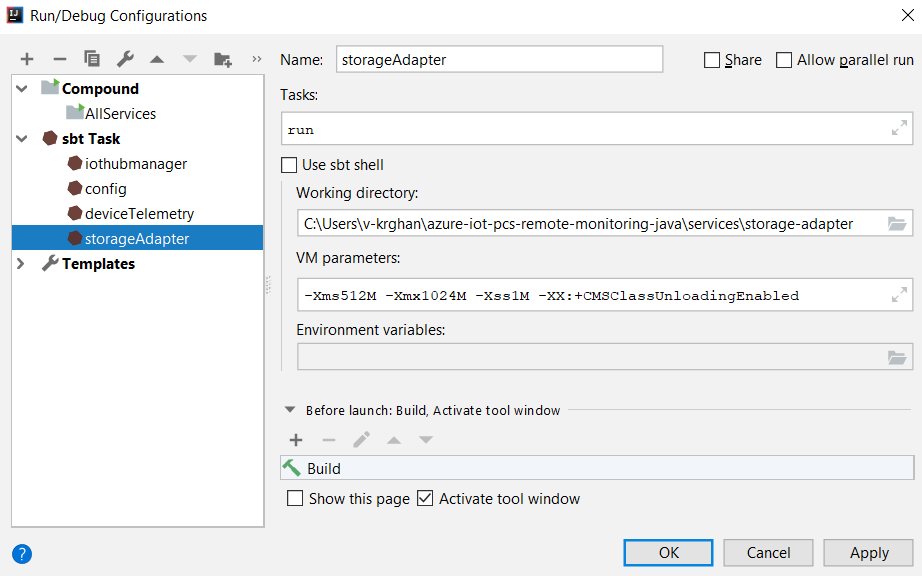 Run/Debug Configurations
Name: storageAdapter
Share
Allow parallel run
Compound
AllServices
sbt Task
iothubmanager
config
deviceTelemetry
storageAdapter
Templates
Tasks:
run
Use sbt shell
Working directory:
C:\Users\v-krghan\azure-iot-pcs-remote-monitoring-java\services\storage-adapter
VM parameters:
-Xms512M -Xmx1024M -Xss1M -XX:+CMSClassUnloadingEnabled
Environment variables:
Before launch: Build, Activate tool window
Build
Show this page
Activate tool window
?
OK
Cancel
Apply